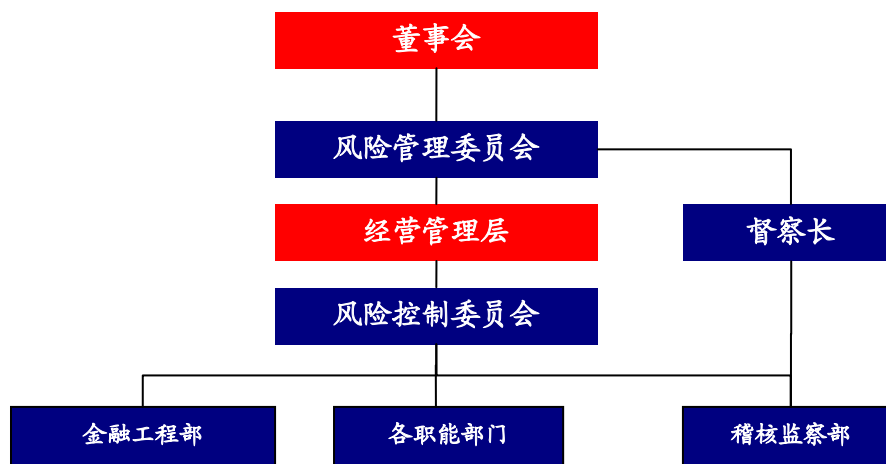 董事会
风险管理委员会
经营管理层
督察长
风险控制委员会
金融工程部
各职能部门
稽核监察部